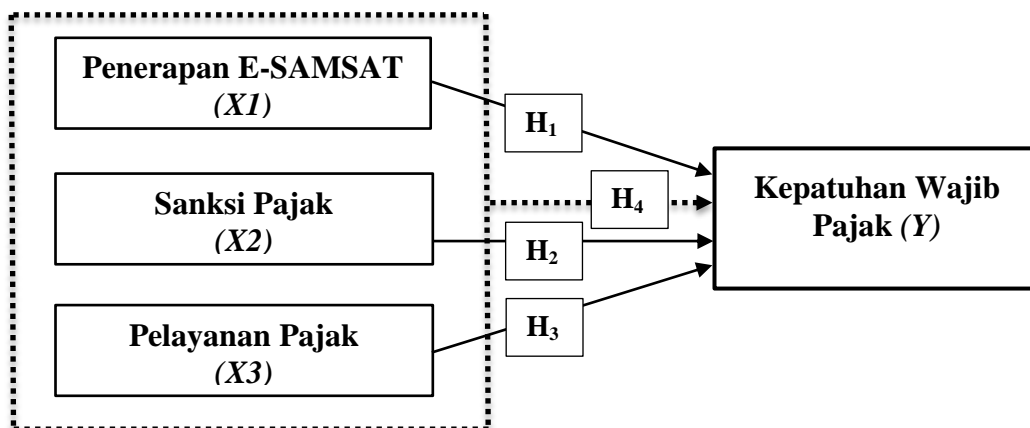 Penerapan E-SAMSAT
(X1)
H1
Sanksi Pajak
(X2)
H4
H2
Pelayanan Pajak
(X3)
H3
Kepatuhan Wajib
Pajak (Y)